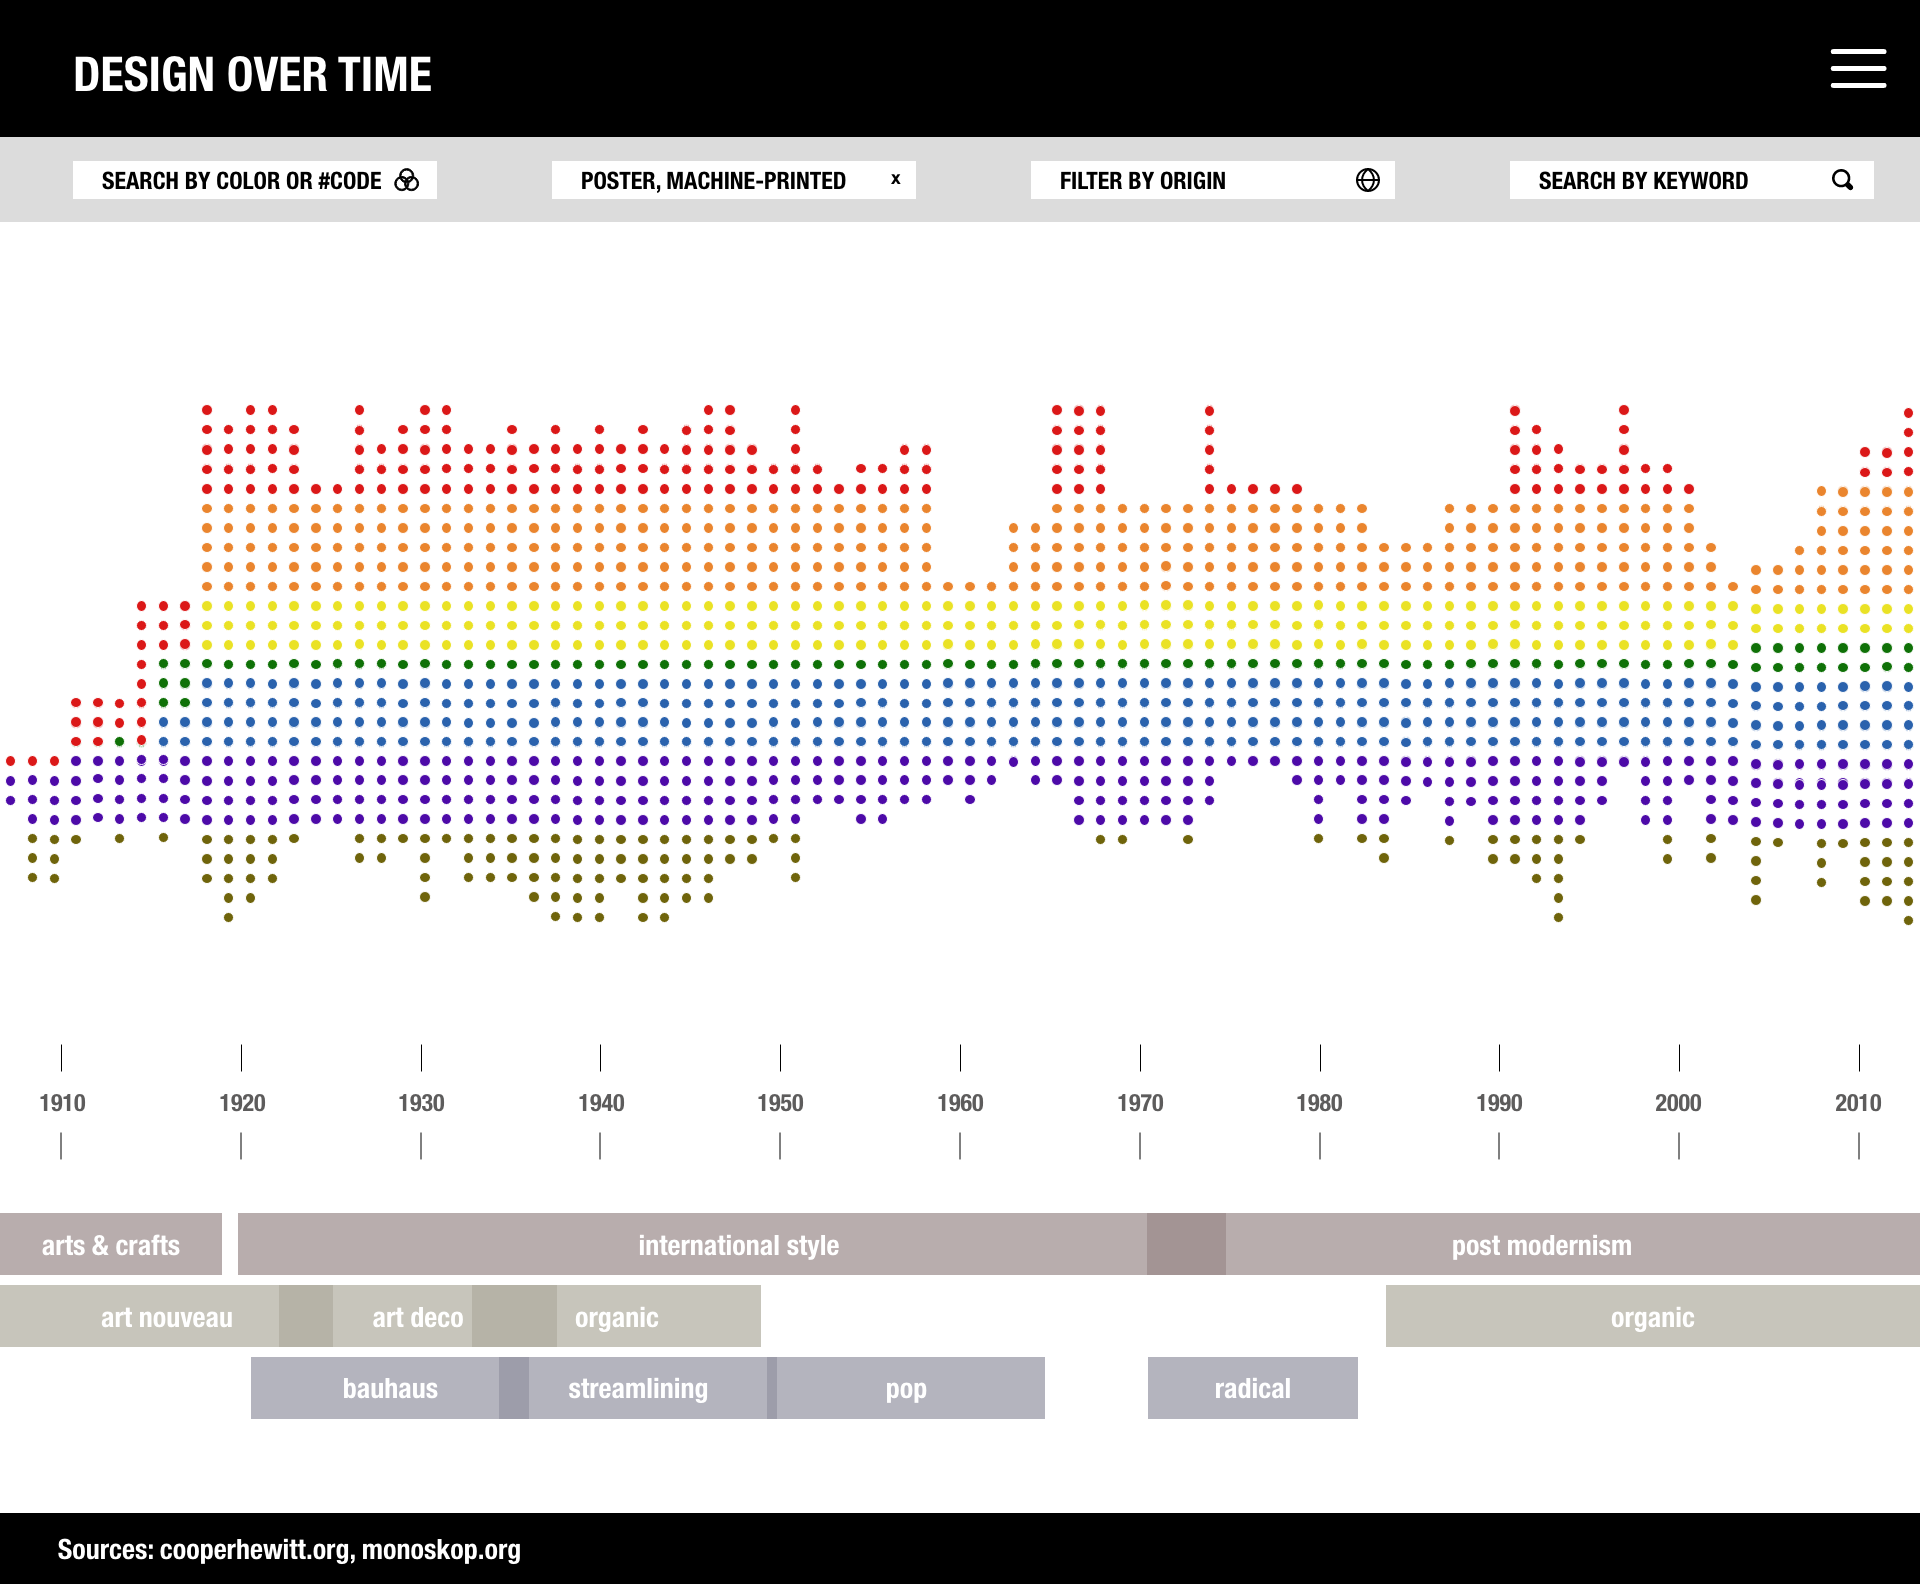 DESIGN OVER TIME
SEARCH BY COLOR OR #CODE
POSTER, MACHINE-PRINTED x
FILTER BY ORIGIN
SEARCH BY KEYWORD
1910 1920 1930 1940 1950 1960 1970 1980 1990 2000 2010
arts & crafts international style post modernism
art nouveau art deco organic organic
bauhaus streamlining pop radical
Sources: cooperhewitt.org, monoskop.org